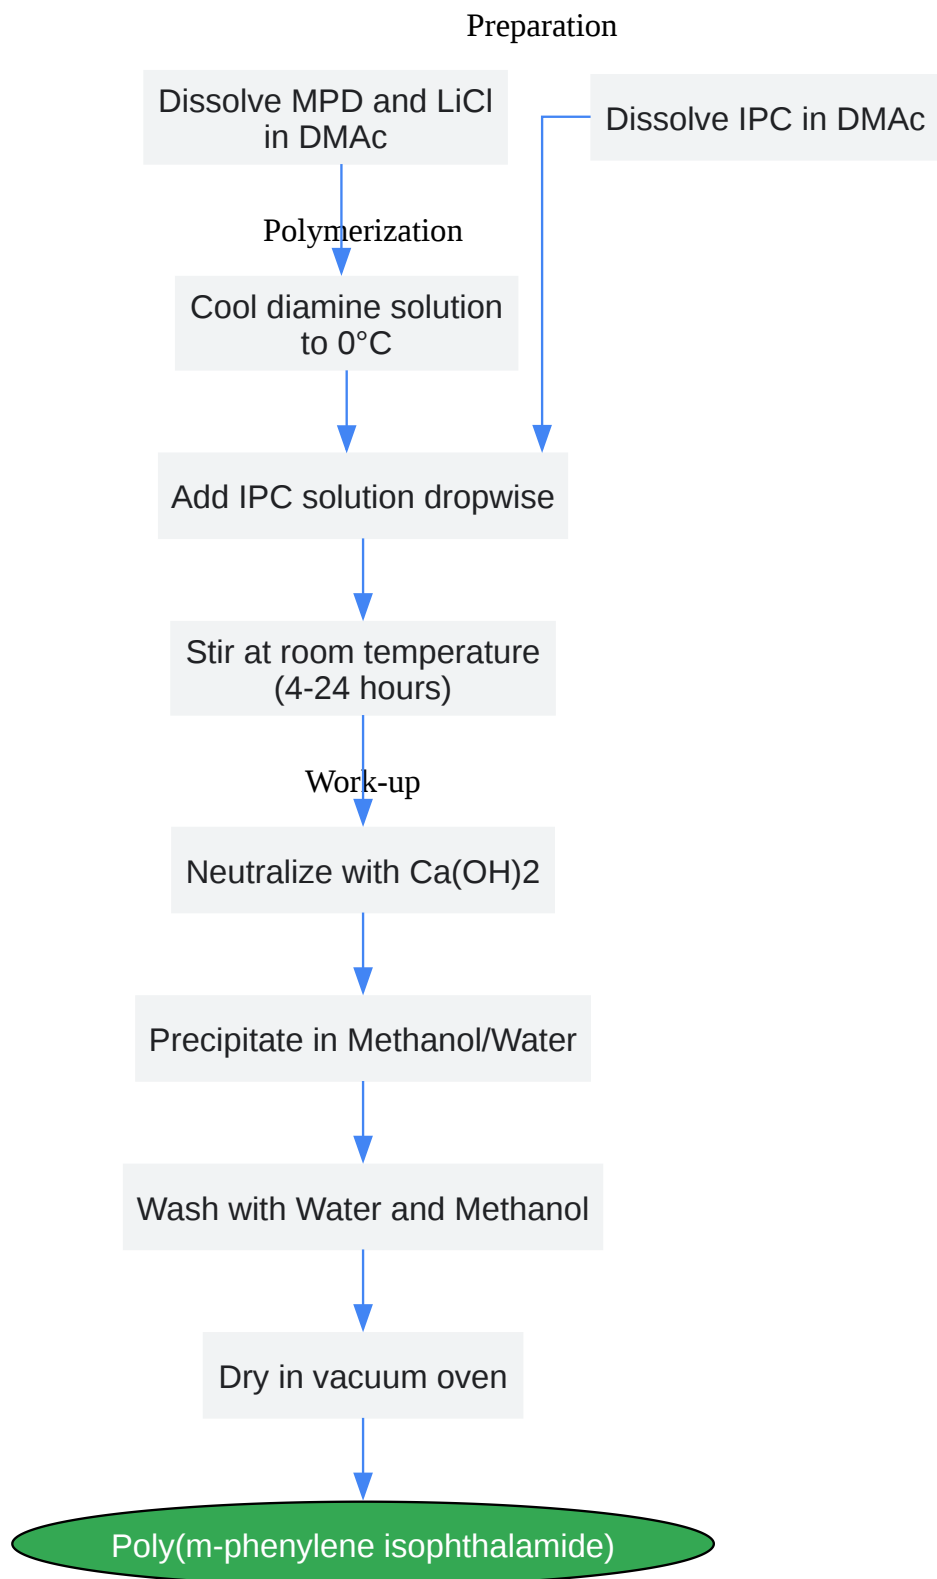 Preparation
Dissolve MPD and LiCl
in DMAc
Dissolve IPC in DMAc
Polymerization
Cool diamine solution
to 0°C
Add IPC solution dropwise
Stir at room temperature
(4-24 hours)
Work-up
Neutralize with Ca(OH)2
Precipitate in Methanol/Water
Wash with Water and Methanol
Dry in vacuum oven
Poly(m-phenylene isophthalamide)